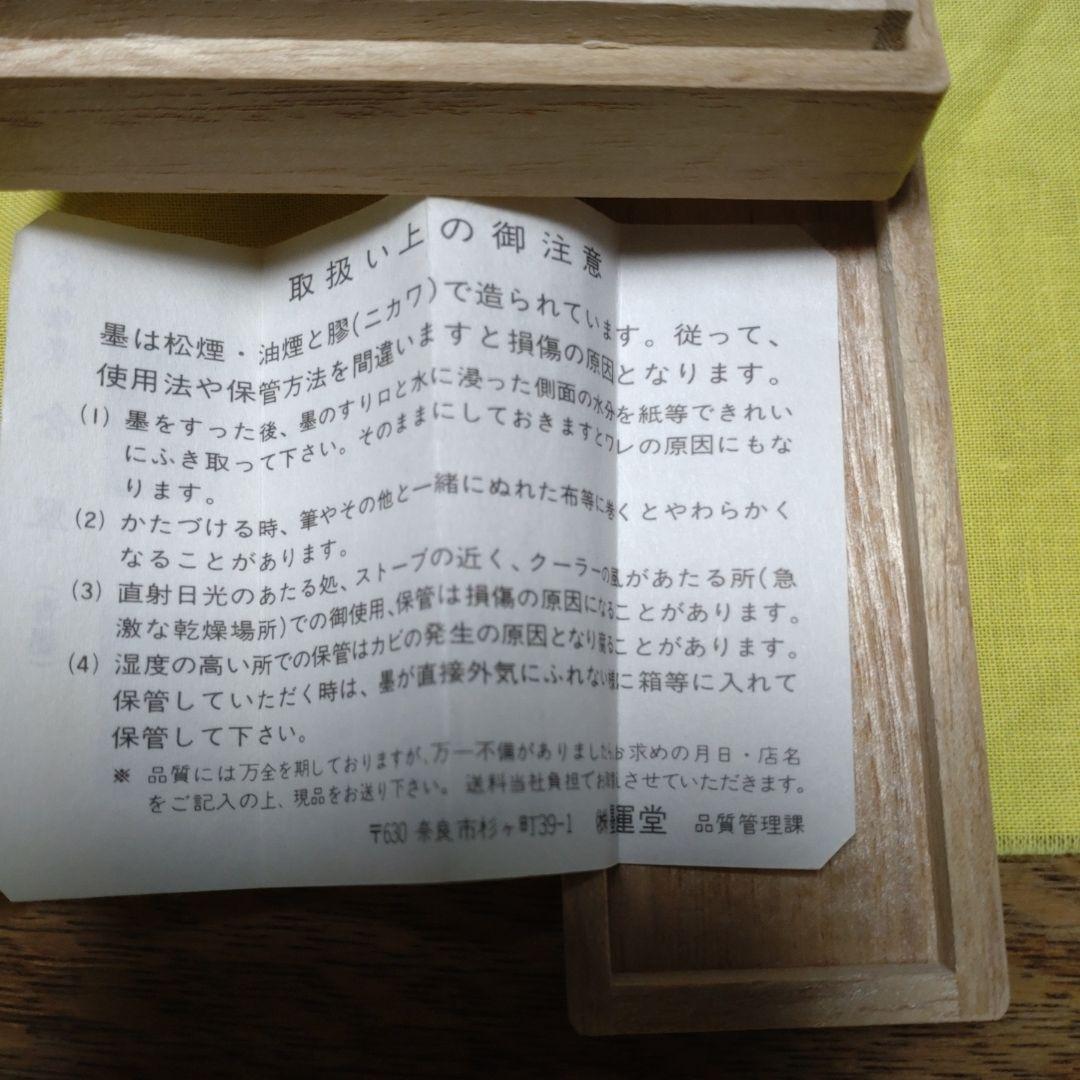 取扱い上の御注意
墨は松煙・油煙と膠(ニカワ)で造られています。従って、
使用法や保管方法を間違いますと損傷の原因となります。
(1) 墨をすった後、墨のすり口と水に浸った側面の水分を紙等できれい
にふき取って下さい。そのままにしておきますとワレの原因にもな
ります。
(2) かたづける時、筆やその他と一緒にぬれた布等に巻くとやわらかく
なることがあります。
(3) 直射日光のあたる処、ストーブの近く、クーラーの風があたる所(急
激な乾燥場所)での御使用、保管は損傷の原因になることがあります。
(4) 湿度の高い所での保管はカビの発生の原因となり腐ることがあります。
保管していただく時は、墨が直接外気にふれない様に箱等に入れて
保管して下さい。
※ 品質には万全を期しておりますが、万一不備がありましたらお求めの月日・店名
をご記入の上、現品をお送り下さい。送料当社負担でお取替えさせていただきます。
〒630 奈良市杉ヶ町39-1 ㈱墨運堂 品質管理課